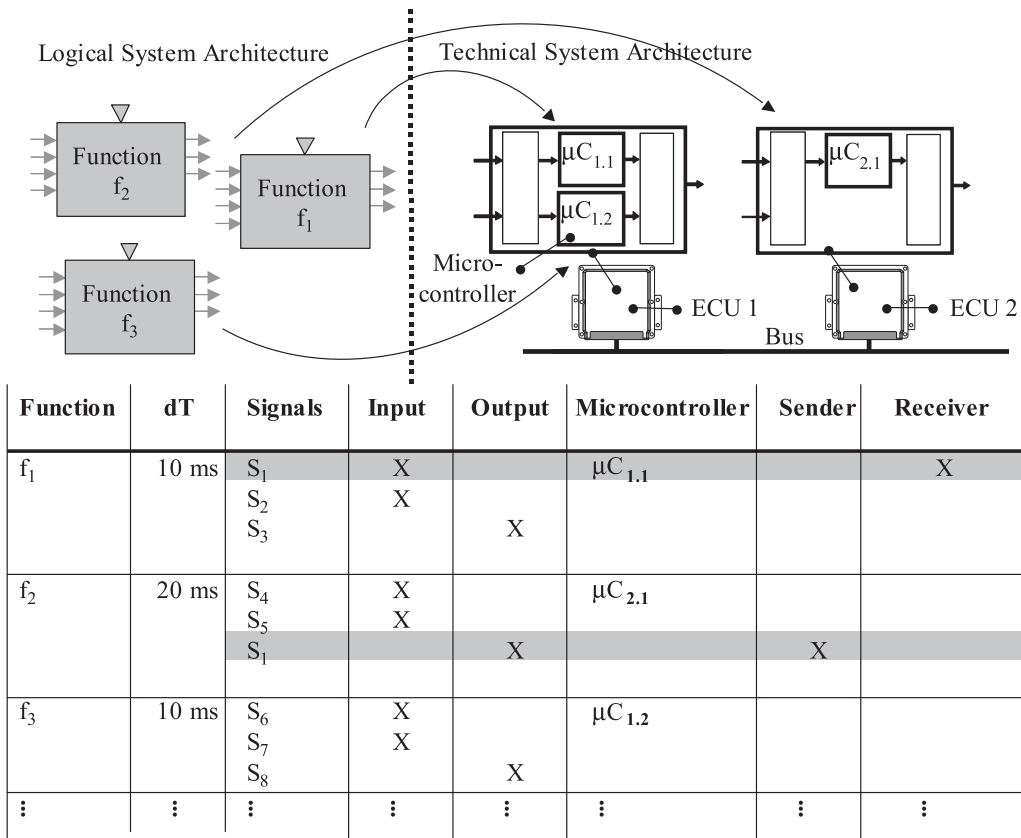 Logical System Architecture
Technical System Architecture
Function
f₂
Function
f₁
Function
f₃
μC₁.₁
μC₁.₂
μC₂.₁
Micro-
controller
ECU 1
ECU 2
Bus
Function dT Signals Input Output Microcontroller Sender Receiver
f₁ 10 ms S₁ X μC₁.₁ X
S₂ X
S₃ X
f₂ 20 ms S₄ X μC₂.₁
S₅ X
S₁ X X
f₃ 10 ms S₆ X μC₁.₂
S₇ X
S₈ X
⋮ ⋮ ⋮ ⋮ ⋮ ⋮ ⋮ ⋮